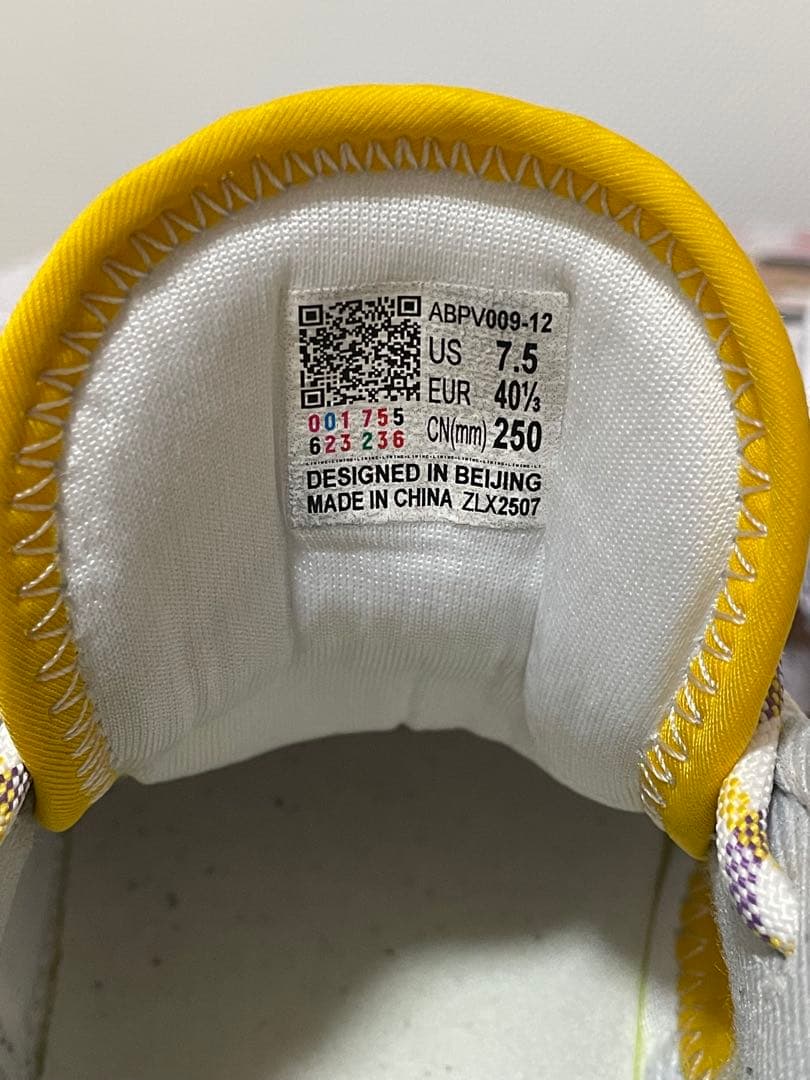 ABPV009-12
US 7.5
EUR 40⅓
CN(mm) 250
001 755
623 236
DESIGNED IN BEIJING
MADE IN CHINA ZLX2507